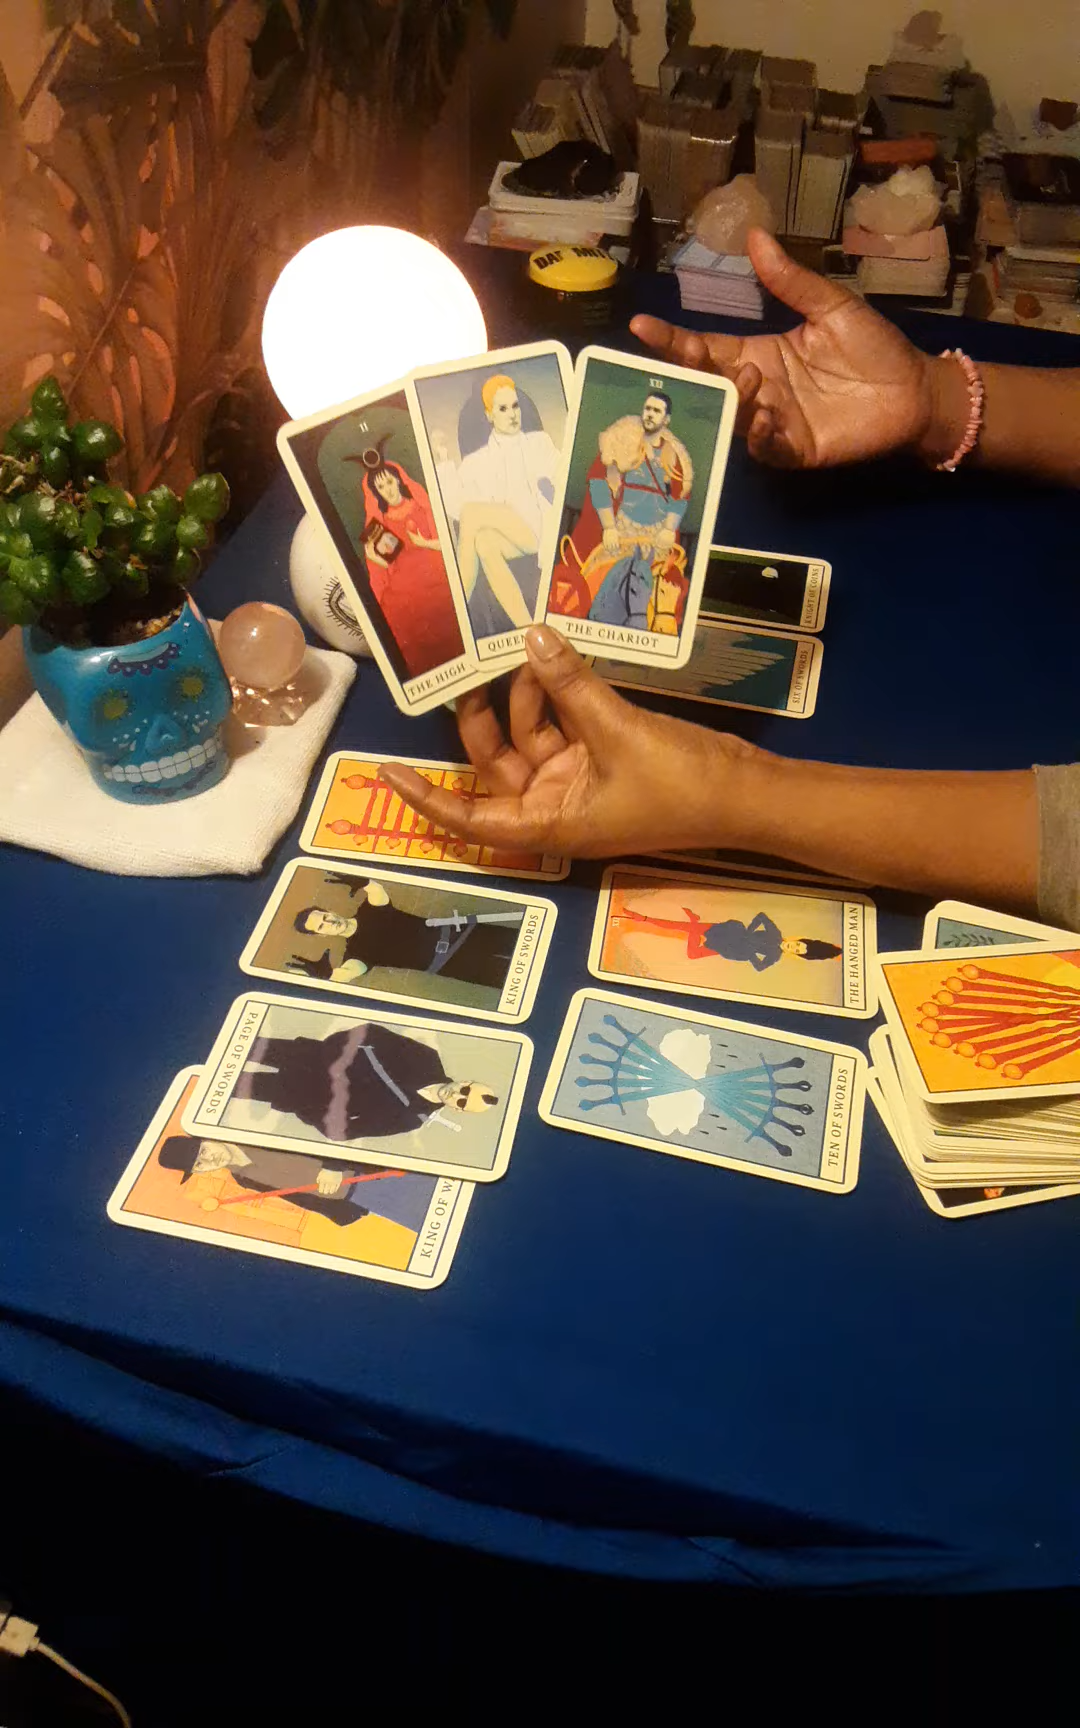 II
THE HIGH
QUEEN
XII
THE CHARIOT
KNIGHT OF COINS
SIX OF SWORDS
KING OF SWORDS
THE HANGED MAN
PAGE OF SWORDS
TEN OF SWORDS
KING OF W